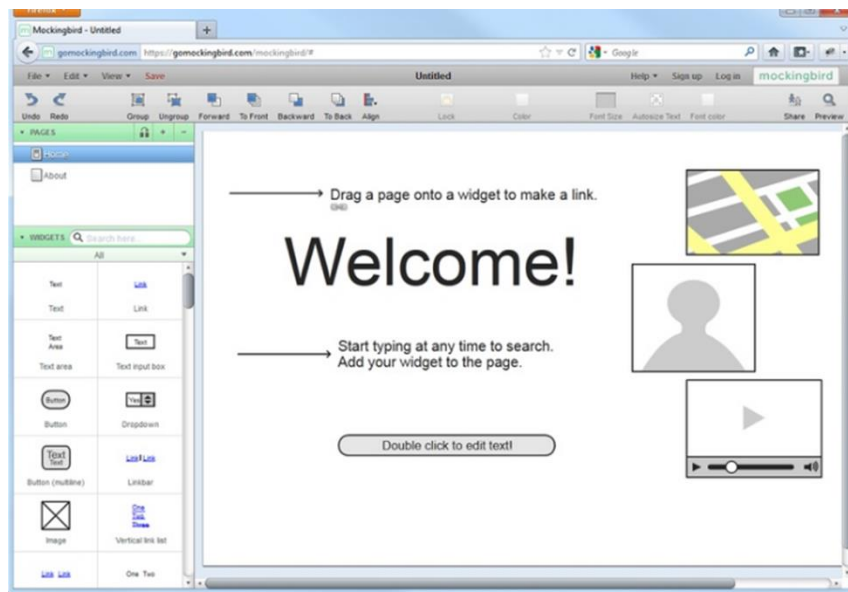 Firefox
Mockingbird - Untitled
gomockingbird.com https://gomockingbird.com/mockingbird/#
Google
File Edit View Save
Untitled
Help Sign up Log in mockingbird
Undo Redo Group Ungroup Forward To Front Backward To Back Align Lock Color Font Size Autosize Text Font color Share Preview
PAGES
Home
About
WIDGETS Search here...
All
Text Link
Text Link
Text Area Text
Text area Text input box
Button Yes
Button Dropdown
Text Text Link Link
Button (multiline) Linkbar
One
Two
Three
Image Vertical link list
Link Link One Two
Drag a page onto a widget to make a link.
Welcome!
Start typing at any time to search.
Add your widget to the page.
Double click to edit text!